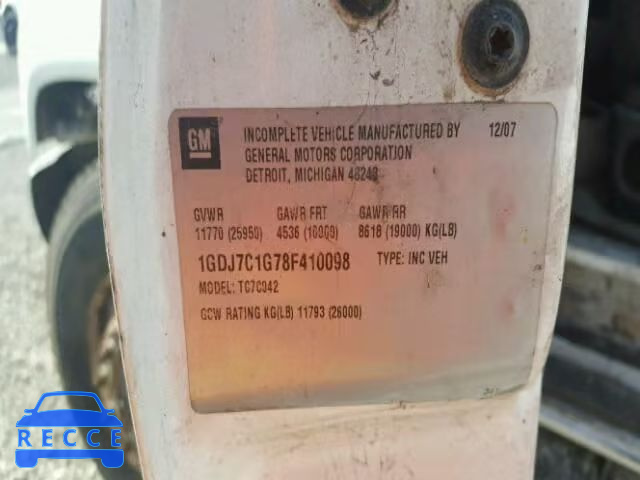 GM
INCOMPLETE VEHICLE MANUFACTURED BY 12/07
GENERAL MOTORS CORPORATION
DETROIT, MICHIGAN 48243
GVWR GAWR FRT GAWR RR
11770 (25950) 4536 (10000) 8618 (19000) KG(LB)
1GDJ7C1G78F410098 TYPE: INC VEH
MODEL: TC7C042
GCW RATING KG(LB) 11793 (26000)
RECCE